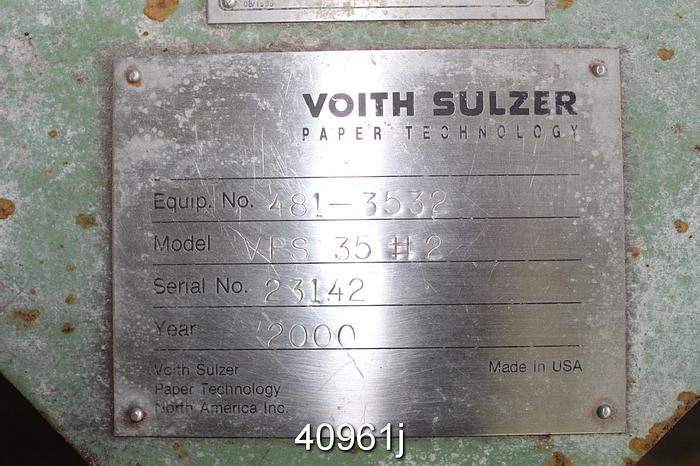 VOITH SULZER
PAPER TECHNOLOGY
Equip. No. 481-3532
Model VPS 35 # 2
Serial No. 23142
Year 2000
Voith Sulzer
Paper Technology
North America Inc.
Made in USA
40961j